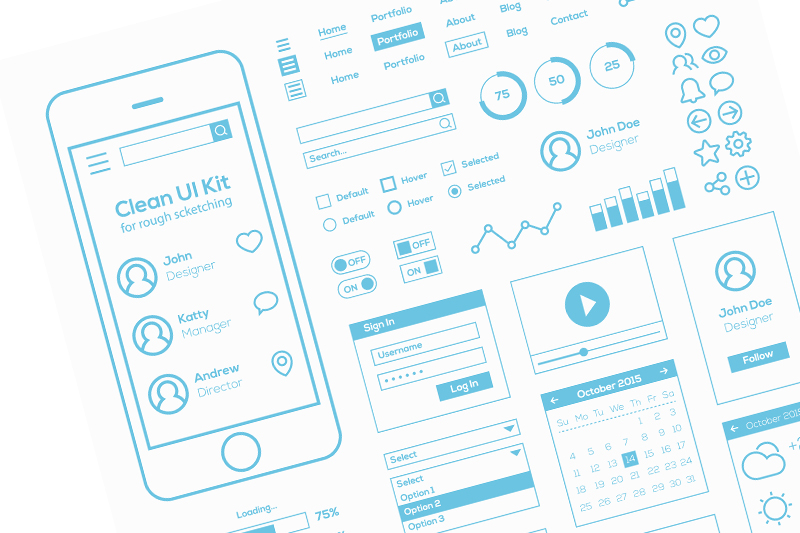 Home
Portfolio
About
Blog
Home
Portfolio
About
Blog
Contact
Home
Portfolio
About
Search...
75
50
25
John Doe
Designer
Default
Hover
Selected
Default
Hover
Selected
OFF
OFF
ON
ON
Clean UI Kit
for rough scketching
John
Designer
Katty
Manager
Andrew
Director
Sign In
Username
Log In
John Doe
Designer
Follow
October 2015
Su Mo Tu We Th Fr Sa
1 2 3
4 5 6 7 8 9 10
11 12 13 14 15 16 17
18 19 20 21 22 23 24
25 26 27 28 29 30 31
Select
Select
Option 1
Option 2
Option 3
Loading...
75%
October 2015